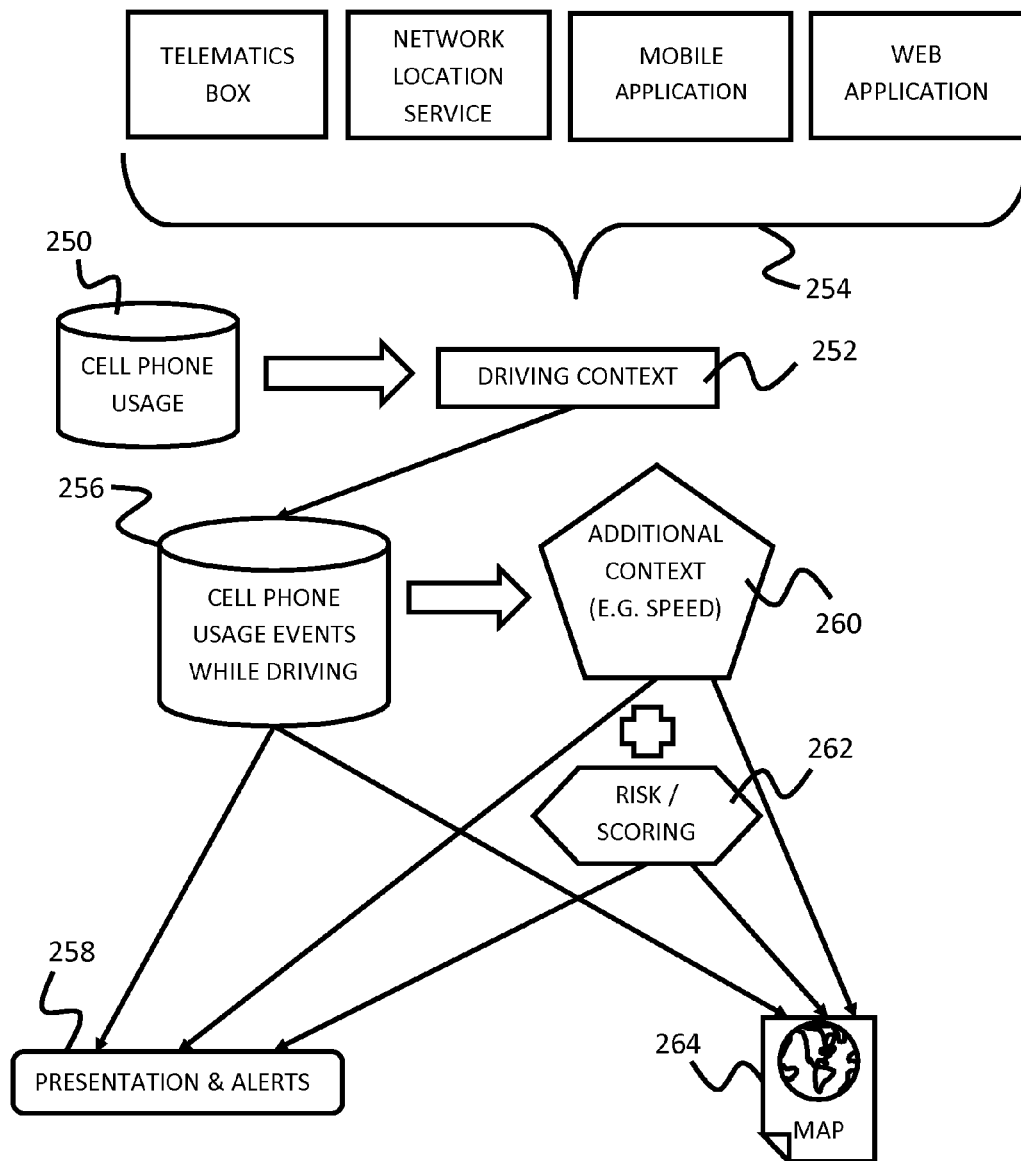 TELEMATICS
BOX
NETWORK
LOCATION
SERVICE
MOBILE
APPLICATION
WEB
APPLICATION
250
254
CELL PHONE
USAGE
DRIVING CONTEXT
252
256
CELL PHONE
USAGE EVENTS
WHILE DRIVING
ADDITIONAL
CONTEXT
(E.G. SPEED)
260
RISK /
SCORING
262
258
PRESENTATION & ALERTS
264
MAP